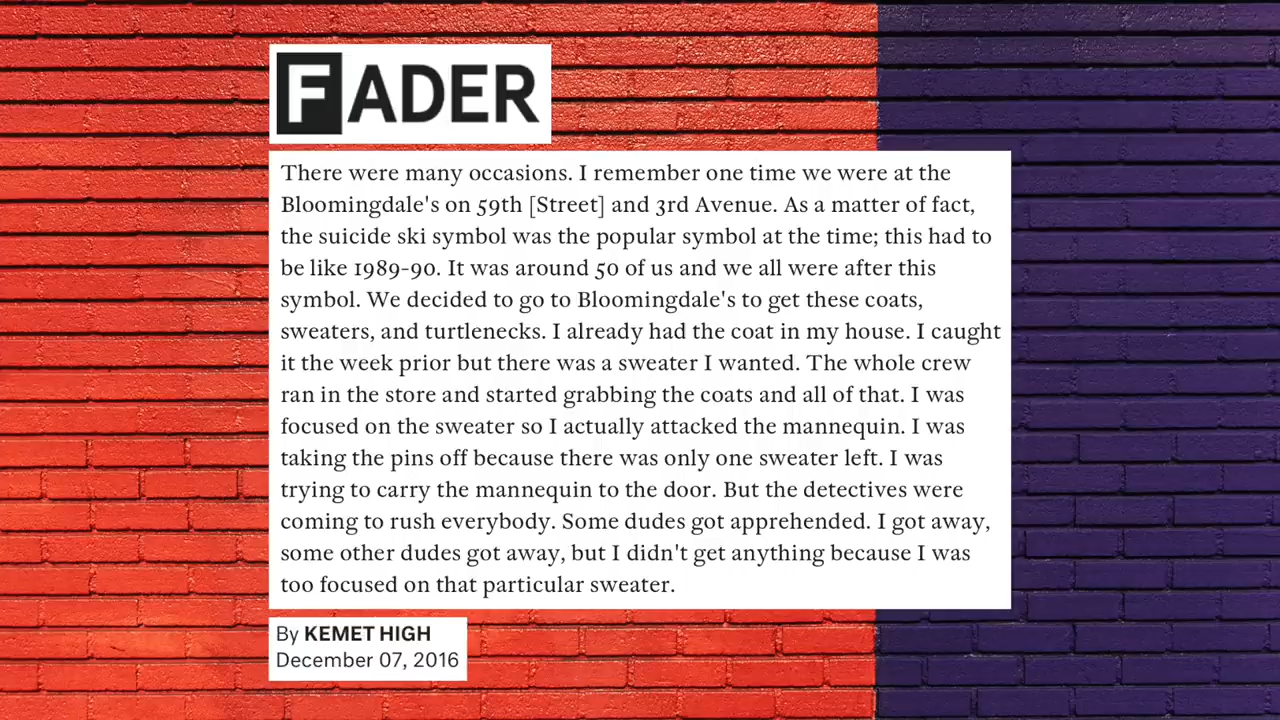 FADER
There were many occasions. I remember one time we were at the
Bloomingdale's on 59th [Street] and 3rd Avenue. As a matter of fact,
the suicide ski symbol was the popular symbol at the time; this had to
be like 1989-90. It was around 50 of us and we all were after this
symbol. We decided to go to Bloomingdale's to get these coats,
sweaters, and turtlenecks. I already had the coat in my house. I caught
it the week prior but there was a sweater I wanted. The whole crew
ran in the store and started grabbing the coats and all of that. I was
focused on the sweater so I actually attacked the mannequin. I was
taking the pins off because there was only one sweater left. I was
trying to carry the mannequin to the door. But the detectives were
coming to rush everybody. Some dudes got apprehended. I got away,
some other dudes got away, but I didn't get anything because I was
too focused on that particular sweater.
By KEMET HIGH
December 07, 2016